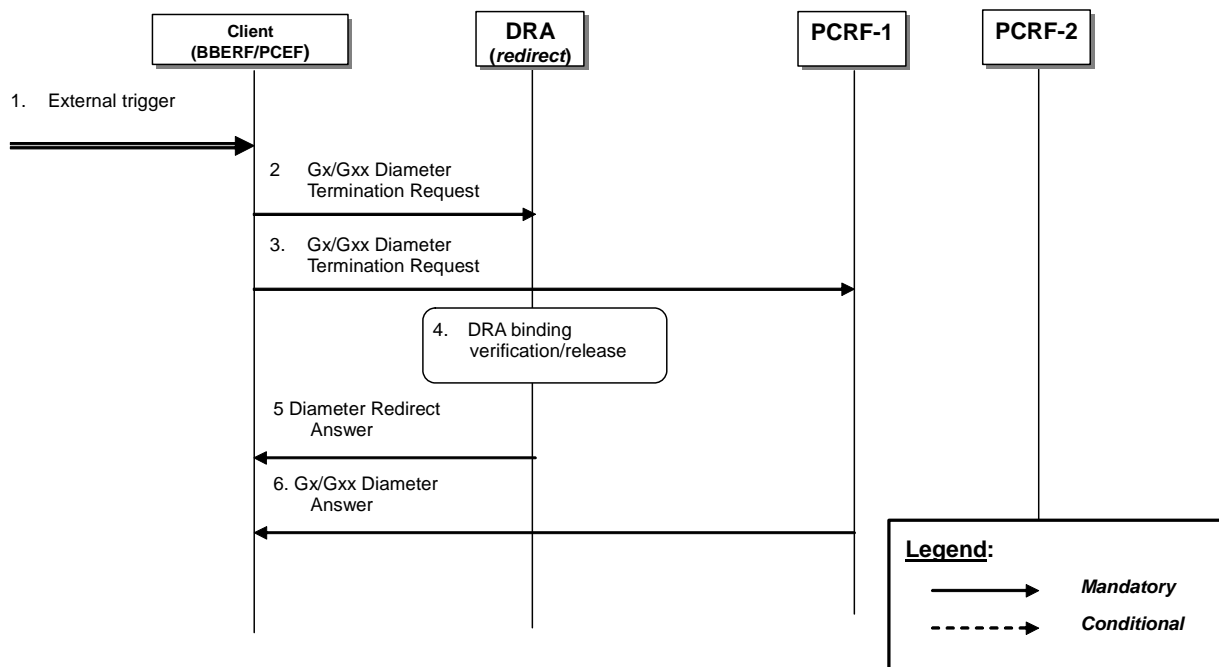 Client
(BBERF/PCEF)
DRA
(redirect)
PCRF-1
PCRF-2
1. External trigger
2 Gx/Gxx Diameter
Termination Request
3. Gx/Gxx Diameter
Termination Request
4. DRA binding
verification/release
5 Diameter Redirect
Answer
6. Gx/Gxx Diameter
Answer
Legend:
Mandatory
Conditional